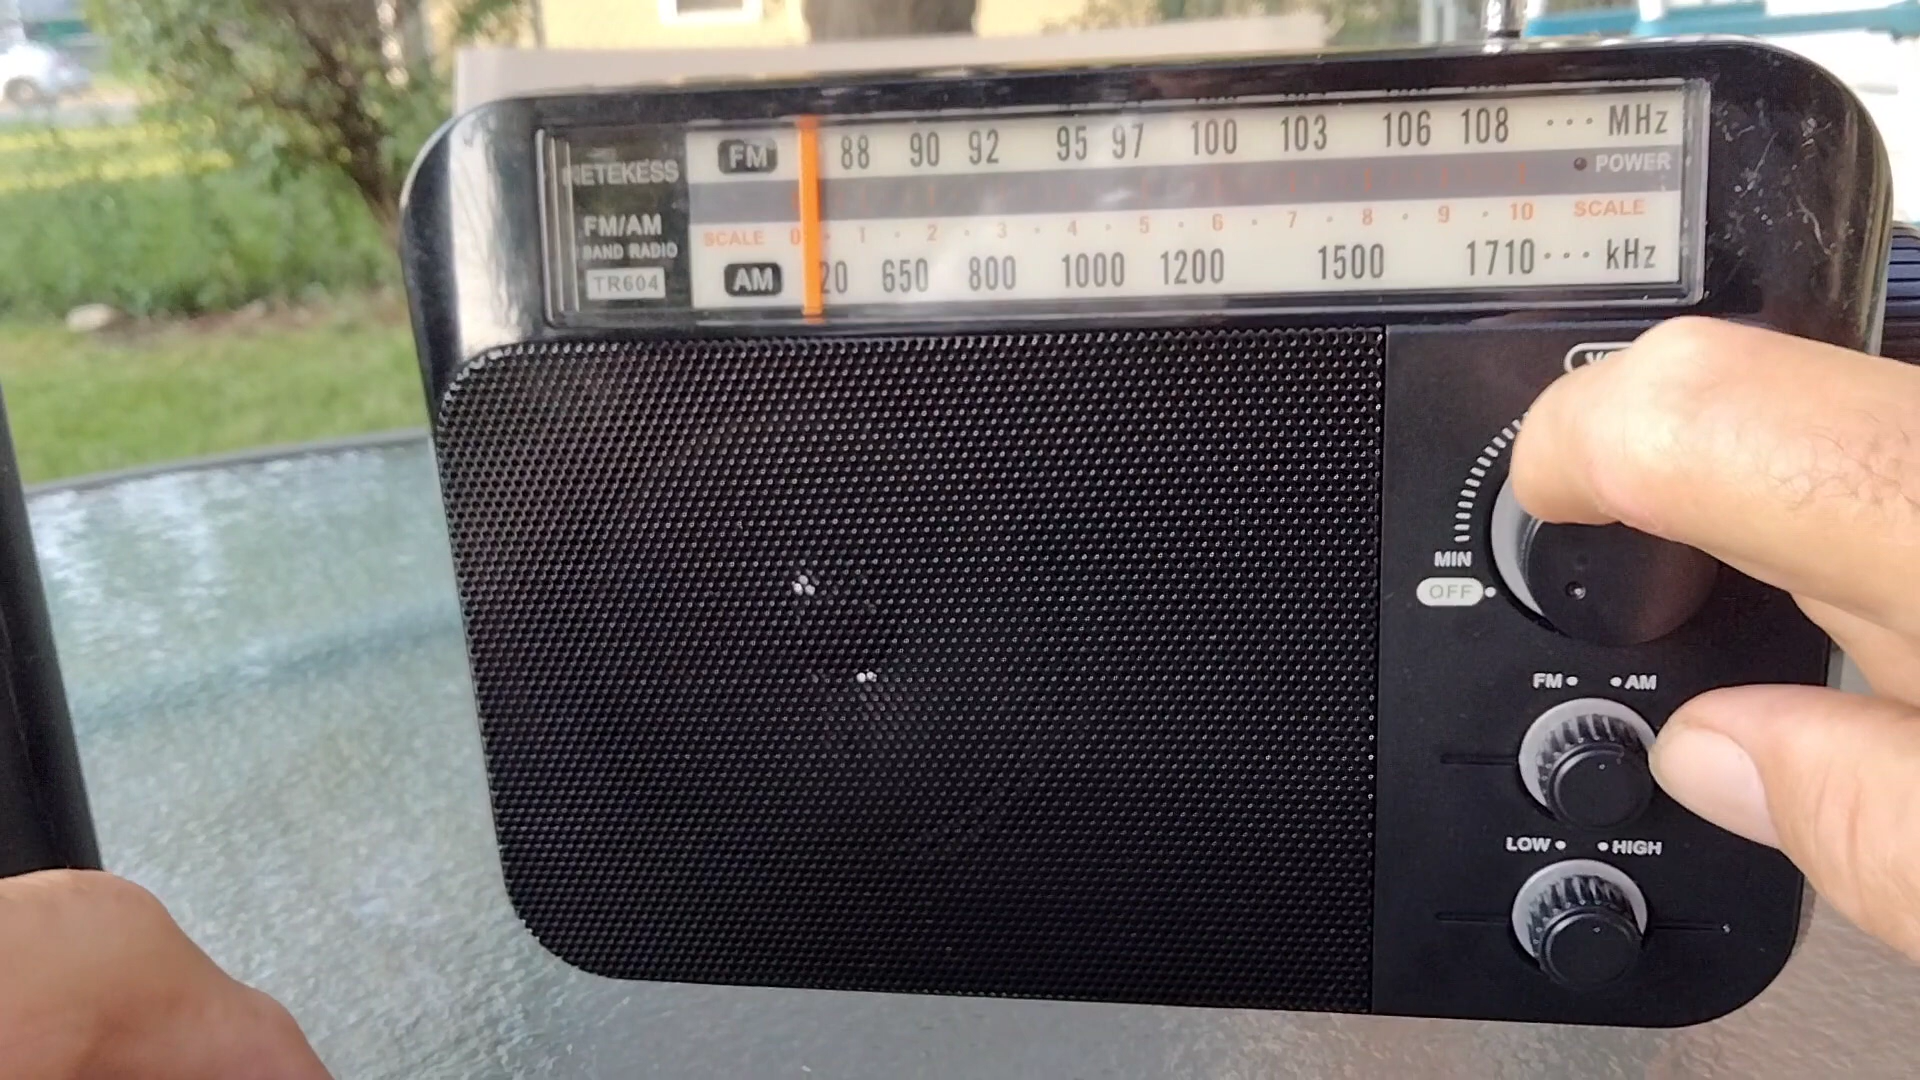 RETEKESS
FM/AM
BAND RADIO
TR604
FM 88 90 92 95 97 100 103 106 108 ··· MHz
POWER
SCALE 0 · 1 · 2 · 3 · 4 · 5 · 6 · 7 · 8 · 9 · 10 SCALE
AM 20 650 800 1000 1200 1500 1710 ··· kHz
MIN
OFF
FM AM
LOW HIGH